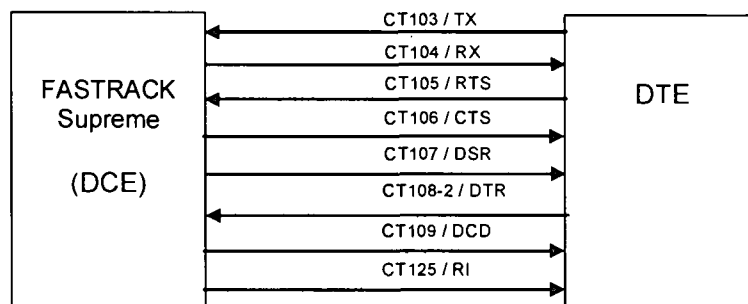 CT103 / TX
CT104 / RX
CT105 / RTS
CT106 / CTS
CT107 / DSR
CT108-2 / DTR
CT109 / DCD
CT125 / RI
FASTRACK
Supreme
(DCE)
DTE